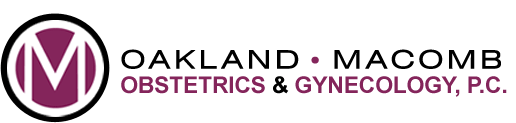 M
OAKLAND • MACOMB
OBSTETRICS & GYNECOLOGY, P.C.